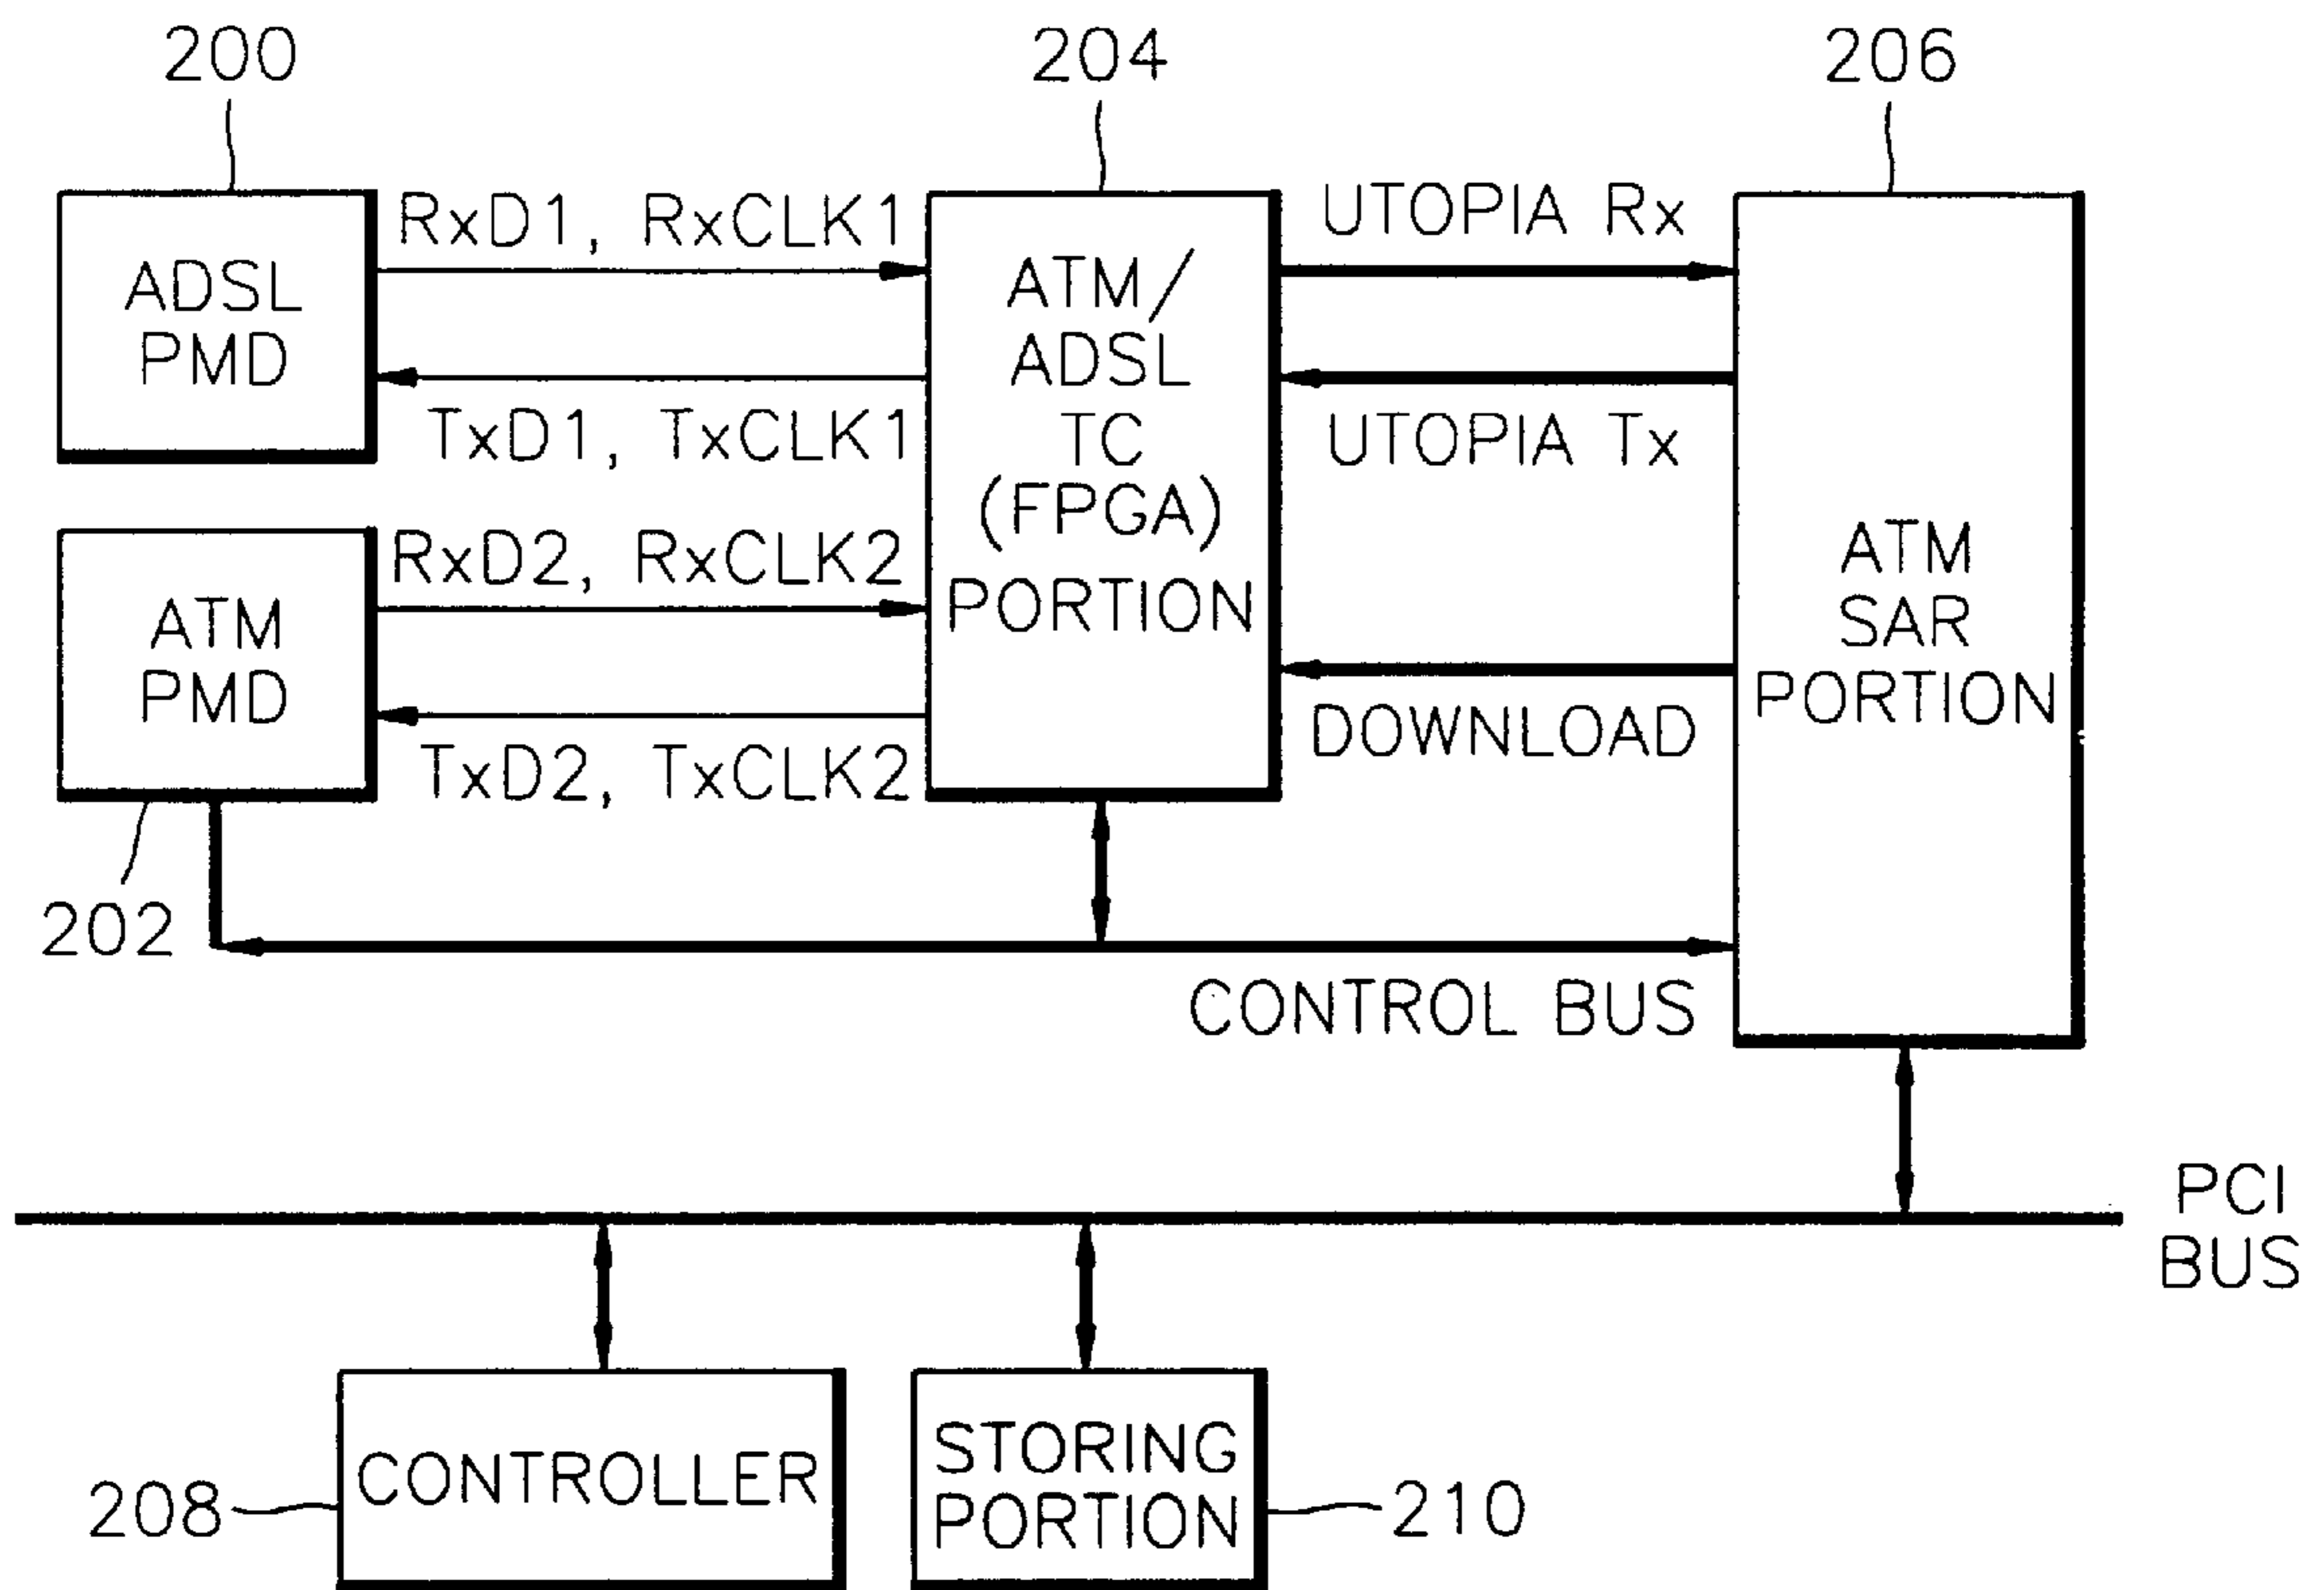 200
204
206
ADSL
PMD
RxD1, RxCLK1
TxD1, TxCLK1
ATM/
ADSL
TC
(FPGA)
PORTION
UTOPIA Rx
UTOPIA Tx
DOWNLOAD
ATM
SAR
PORTION
ATM
PMD
RxD2, RxCLK2
TxD2, TxCLK2
202
CONTROL BUS
PCI
BUS
CONTROLLER
208
STORING
PORTION
210